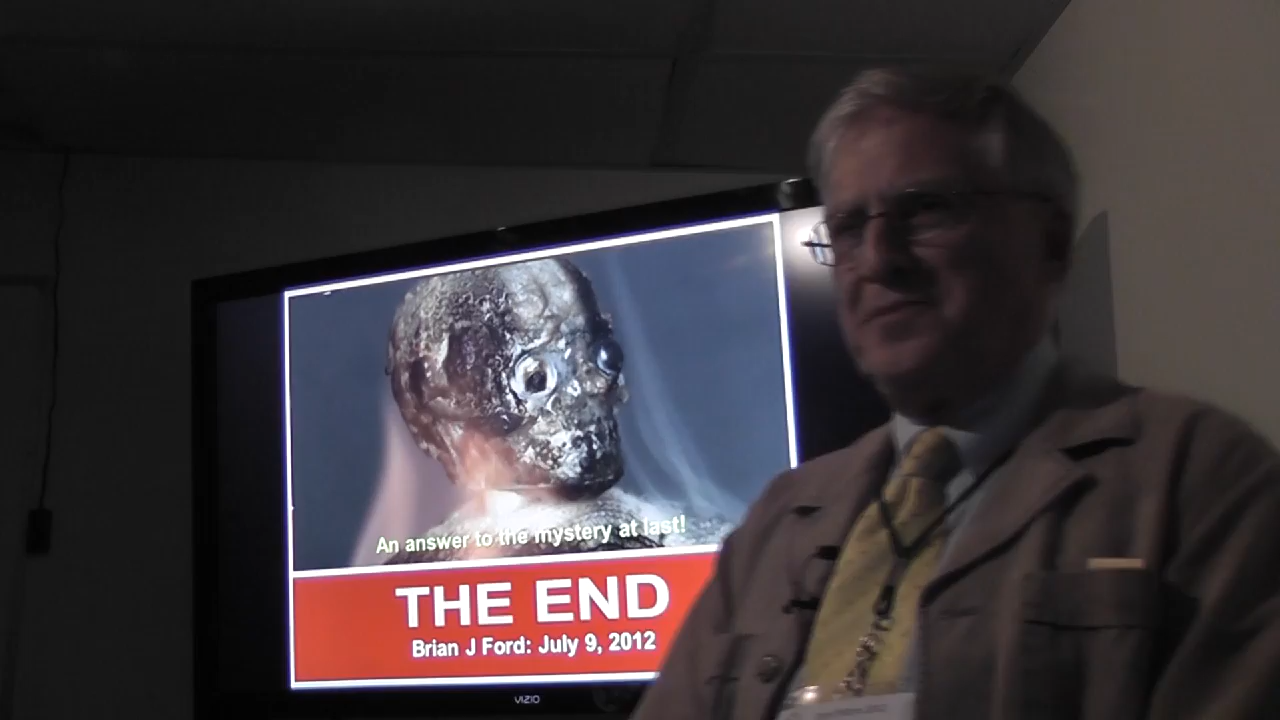 An answer to the mystery at last!
THE END
Brian J Ford: July 9, 2012
VIZIO